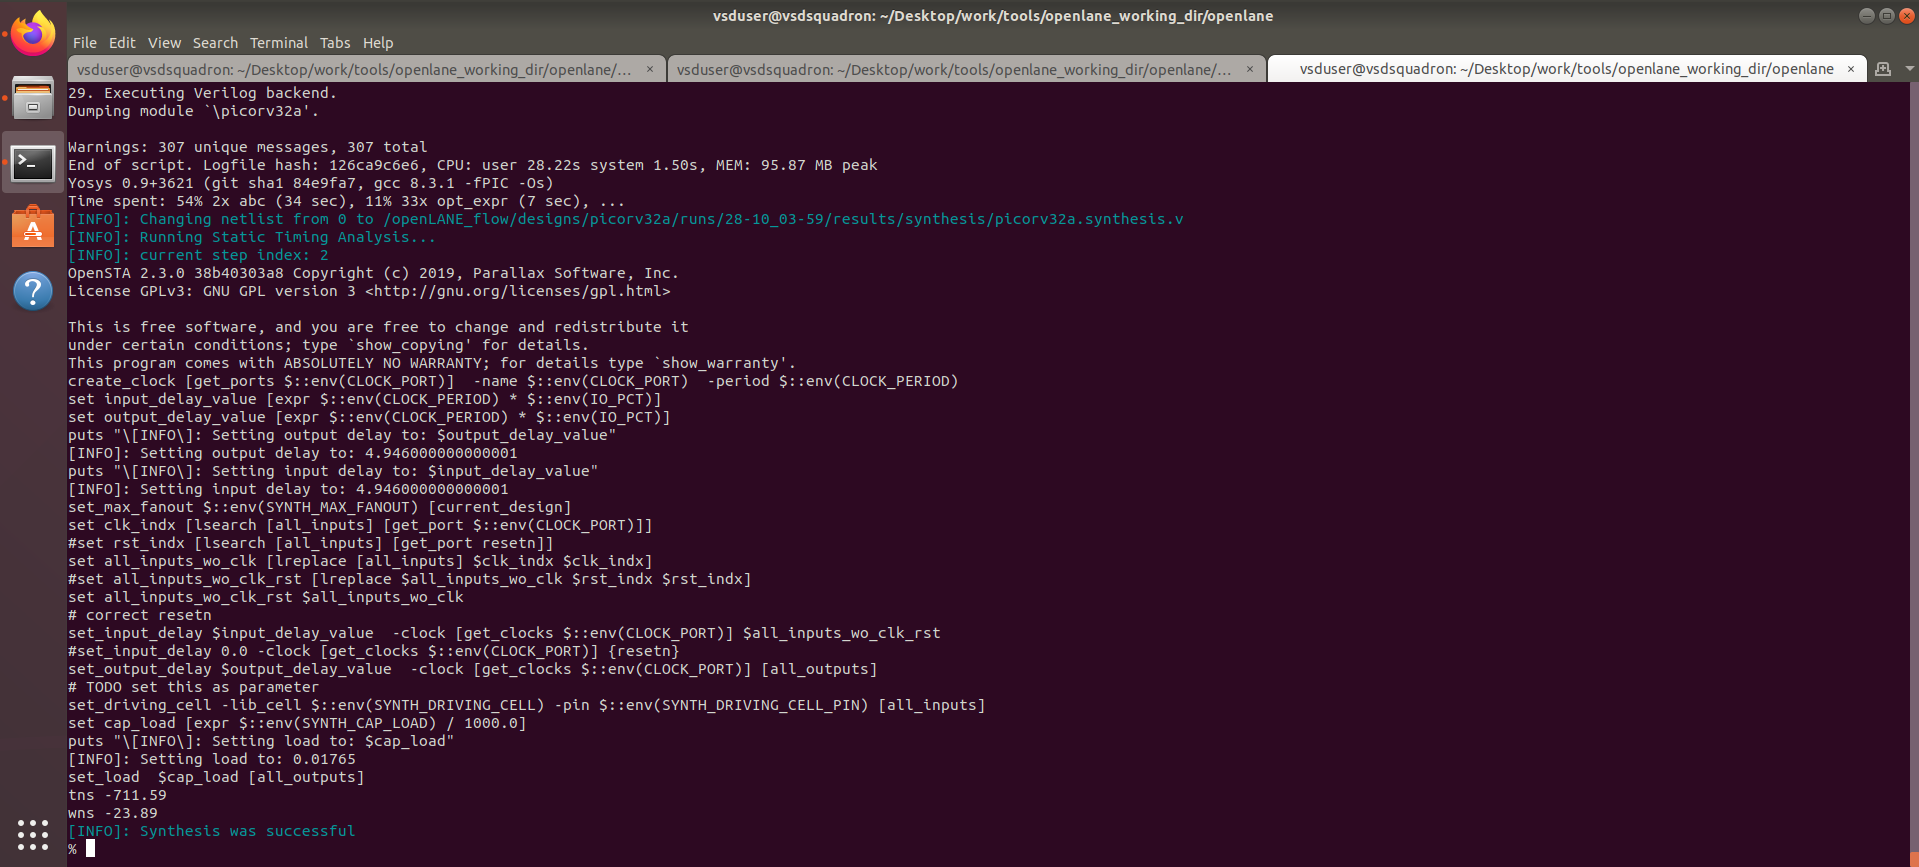 vsduser@vsdsquadron: ~/Desktop/work/tools/openlane_working_dir/openlane
File Edit View Search Terminal Tabs Help
vsduser@vsdsquadron: ~/Desktop/work/tools/openlane_working_dir/openlane/... × vsduser@vsdsquadron: ~/Desktop/work/tools/openlane_working_dir/openlane/... × vsduser@vsdsquadron: ~/Desktop/work/tools/openlane_working_dir/openlane ×
29. Executing Verilog backend.
Dumping module `\picorv32a'.
Warnings: 307 unique messages, 307 total
End of script. Logfile hash: 126ca9c6e6, CPU: user 28.22s system 1.50s, MEM: 95.87 MB peak
Yosys 0.9+3621 (git sha1 84e9fa7, gcc 8.3.1 -fPIC -Os)
Time spent: 54% 2x abc (34 sec), 11% 33x opt_expr (7 sec), ...
[INFO]: Changing netlist from 0 to /openLANE_flow/designs/picorv32a/runs/28-10_03-59/results/synthesis/picorv32a.synthesis.v
[INFO]: Running Static Timing Analysis...
[INFO]: current step index: 2
OpenSTA 2.3.0 38b40303a8 Copyright (c) 2019, Parallax Software, Inc.
License GPLv3: GNU GPL version 3 <http://gnu.org/licenses/gpl.html>
This is free software, and you are free to change and redistribute it
under certain conditions; type `show_copying' for details.
This program comes with ABSOLUTELY NO WARRANTY; for details type `show_warranty'.
create_clock [get_ports $::env(CLOCK_PORT)]  -name $::env(CLOCK_PORT)  -period $::env(CLOCK_PERIOD)
set input_delay_value [expr $::env(CLOCK_PERIOD) * $::env(IO_PCT)]
set output_delay_value [expr $::env(CLOCK_PERIOD) * $::env(IO_PCT)]
puts "\[INFO\]: Setting output delay to: $output_delay_value"
[INFO]: Setting output delay to: 4.946000000000001
puts "\[INFO\]: Setting input delay to: $input_delay_value"
[INFO]: Setting input delay to: 4.946000000000001
set_max_fanout $::env(SYNTH_MAX_FANOUT) [current_design]
set clk_indx [lsearch [all_inputs] [get_port $::env(CLOCK_PORT)]]
#set rst_indx [lsearch [all_inputs] [get_port resetn]]
set all_inputs_wo_clk [lreplace [all_inputs] $clk_indx $clk_indx]
#set all_inputs_wo_clk_rst [lreplace $all_inputs_wo_clk $rst_indx $rst_indx]
set all_inputs_wo_clk_rst $all_inputs_wo_clk
# correct resetn
set_input_delay $input_delay_value  -clock [get_clocks $::env(CLOCK_PORT)] $all_inputs_wo_clk_rst
#set_input_delay 0.0 -clock [get_clocks $::env(CLOCK_PORT)] {resetn}
set_output_delay $output_delay_value  -clock [get_clocks $::env(CLOCK_PORT)] [all_outputs]
# TODO set this as parameter
set_driving_cell -lib_cell $::env(SYNTH_DRIVING_CELL) -pin $::env(SYNTH_DRIVING_CELL_PIN) [all_inputs]
set cap_load [expr $::env(SYNTH_CAP_LOAD) / 1000.0]
puts "\[INFO\]: Setting load to: $cap_load"
[INFO]: Setting load to: 0.01765
set_load  $cap_load [all_outputs]
tns -711.59
wns -23.89
[INFO]: Synthesis was successful
%